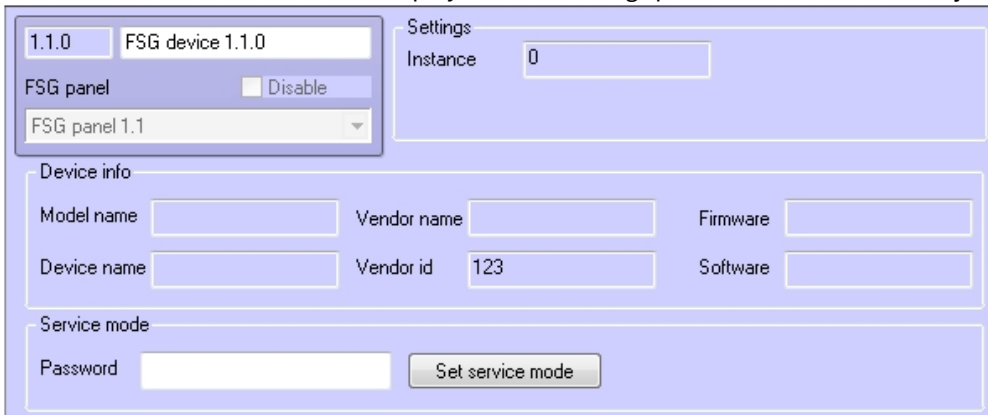 1.1.0 FSG device 1.1.0
FSG panel Disable
FSG panel 1.1
Settings
Instance 0
Device info
Model name Vendor name Firmware
Device name Vendor id 123 Software
Service mode
Password Set service mode